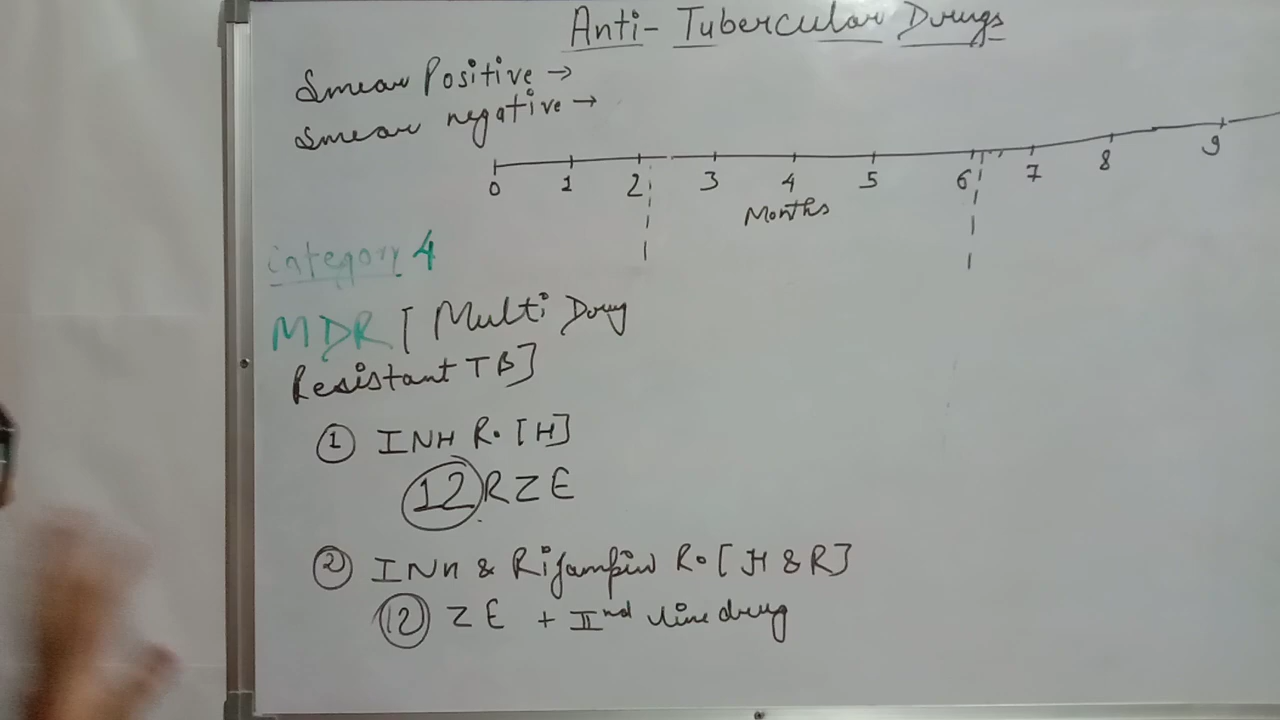 Anti-Tubercular Drugs
Smear Positive →
Smear negative →
0 1 2 3 4 5 6 7 8 9
Months
Category 4
MDR [Multi Drug
Resistant TB]
① INH R. [H]
12 RZE
② INH & Rifampin R. [H & R]
12 ZE + IInd line drug